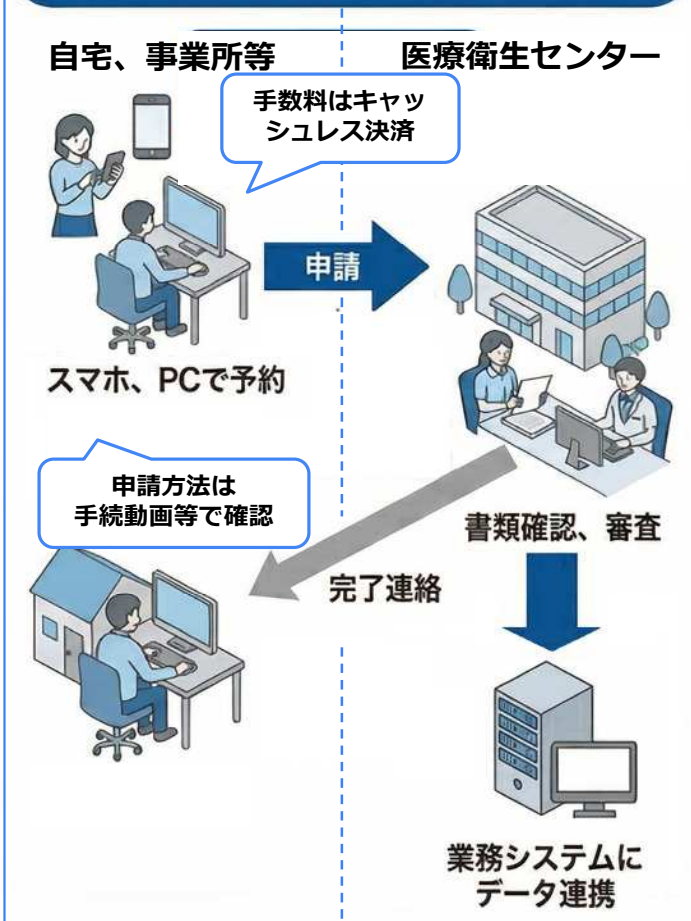 自宅、事業所等
医療衛生センター
手数料はキャッ
シュレス決済
申請
スマホ、PCで予約
申請方法は
手続動画等で確認
書類確認、審査
完了連絡
業務システムに
データ連携